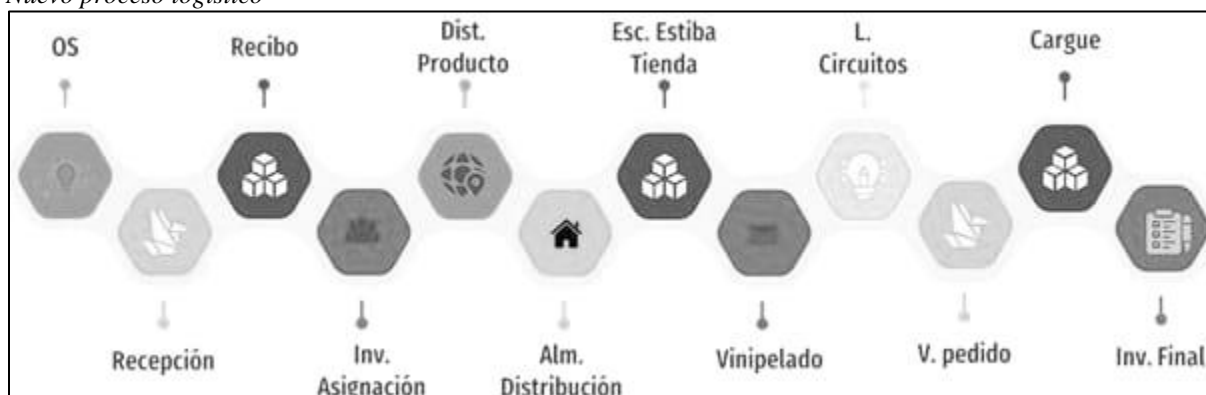 Nuevo proceso logístico
OS
Recibo
Dist.
Producto
Esc. Estiba
Tienda
L.
Circuitos
Cargue
Recepción
Inv.
Asignación
Alm.
Distribución
Vinipelado
V. pedido
Inv. Final